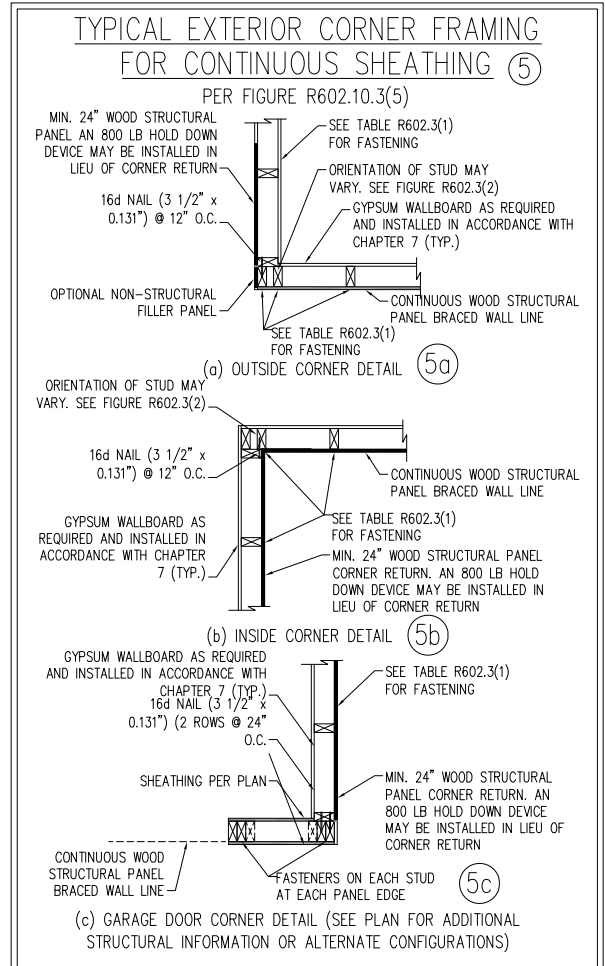 TYPICAL EXTERIOR CORNER FRAMING
FOR CONTINUOUS SHEATHING 5
PER FIGURE R602.10.3(5)
MIN. 24" WOOD STRUCTURAL
PANEL AN 800 LB HOLD DOWN
DEVICE MAY BE INSTALLED IN
LIEU OF CORNER RETURN
16d NAIL (3 1/2" x
0.131") @ 12" O.C.
OPTIONAL NON-STRUCTURAL
FILLER PANEL
SEE TABLE R602.3(1)
FOR FASTENING
ORIENTATION OF STUD MAY
VARY. SEE FIGURE R602.3(2)
GYPSUM WALLBOARD AS REQUIRED
AND INSTALLED IN ACCORDANCE WITH
CHAPTER 7 (TYP.)
CONTINUOUS WOOD STRUCTURAL
PANEL BRACED WALL LINE
SEE TABLE R602.3(1)
FOR FASTENING
(a) OUTSIDE CORNER DETAIL 5a
ORIENTATION OF STUD MAY
VARY. SEE FIGURE R602.3(2)
16d NAIL (3 1/2" x
0.131") @ 12" O.C.
GYPSUM WALLBOARD AS
REQUIRED AND INSTALLED IN
ACCORDANCE WITH CHAPTER
7 (TYP.)
CONTINUOUS WOOD STRUCTURAL
PANEL BRACED WALL LINE
SEE TABLE R602.3(1)
FOR FASTENING
MIN. 24" WOOD STRUCTURAL PANEL
CORNER RETURN. AN 800 LB HOLD
DOWN DEVICE MAY BE INSTALLED IN
LIEU OF CORNER RETURN
(b) INSIDE CORNER DETAIL 5b
GYPSUM WALLBOARD AS REQUIRED
AND INSTALLED IN ACCORDANCE WITH
CHAPTER 7 (TYP.)
16d NAIL (3 1/2" x
0.131") (2 ROWS @ 24"
O.C.
SHEATHING PER PLAN
CONTINUOUS WOOD
STRUCTURAL PANEL
BRACED WALL LINE
SEE TABLE R602.3(1)
FOR FASTENING
MIN. 24" WOOD STRUCTURAL
PANEL CORNER RETURN. AN
800 LB HOLD DOWN DEVICE
MAY BE INSTALLED IN LIEU OF
CORNER RETURN
FASTENERS ON EACH STUD
AT EACH PANEL EDGE
5c
(c) GARAGE DOOR CORNER DETAIL (SEE PLAN FOR ADDITIONAL
STRUCTURAL INFORMATION OR ALTERNATE CONFIGURATIONS)